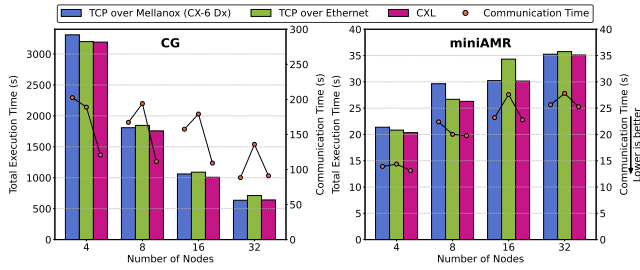 TCP over Mellanox (CX-6 Dx) TCP over Ethernet CXL Communication Time
CG
Total Execution Time (s)
3000
2500
2000
1500
1000
500
0
4 8 16 32
Number of Nodes
300
250
200
150
100
50
0
Communication Time (s)
miniAMR
Total Execution Time (s)
40
35
30
25
20
15
10
5
0
4 8 16 32
Number of Nodes
40
35
30
25
20
15
10
5
0
Communication Time (s)
Lower is better